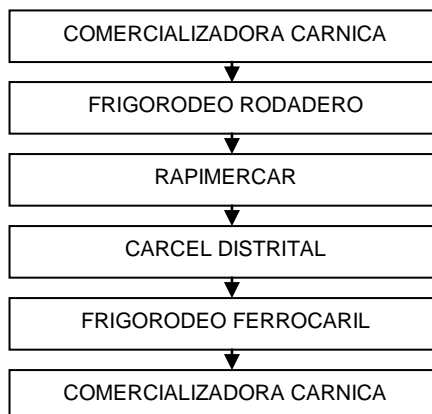 COMERCIALIZADORA CARNICA
FRIGORODEO RODADERO
RAPIMERCAR
CARCEL DISTRITAL
FRIGORODEO FERROCARIL
COMERCIALIZADORA CARNICA